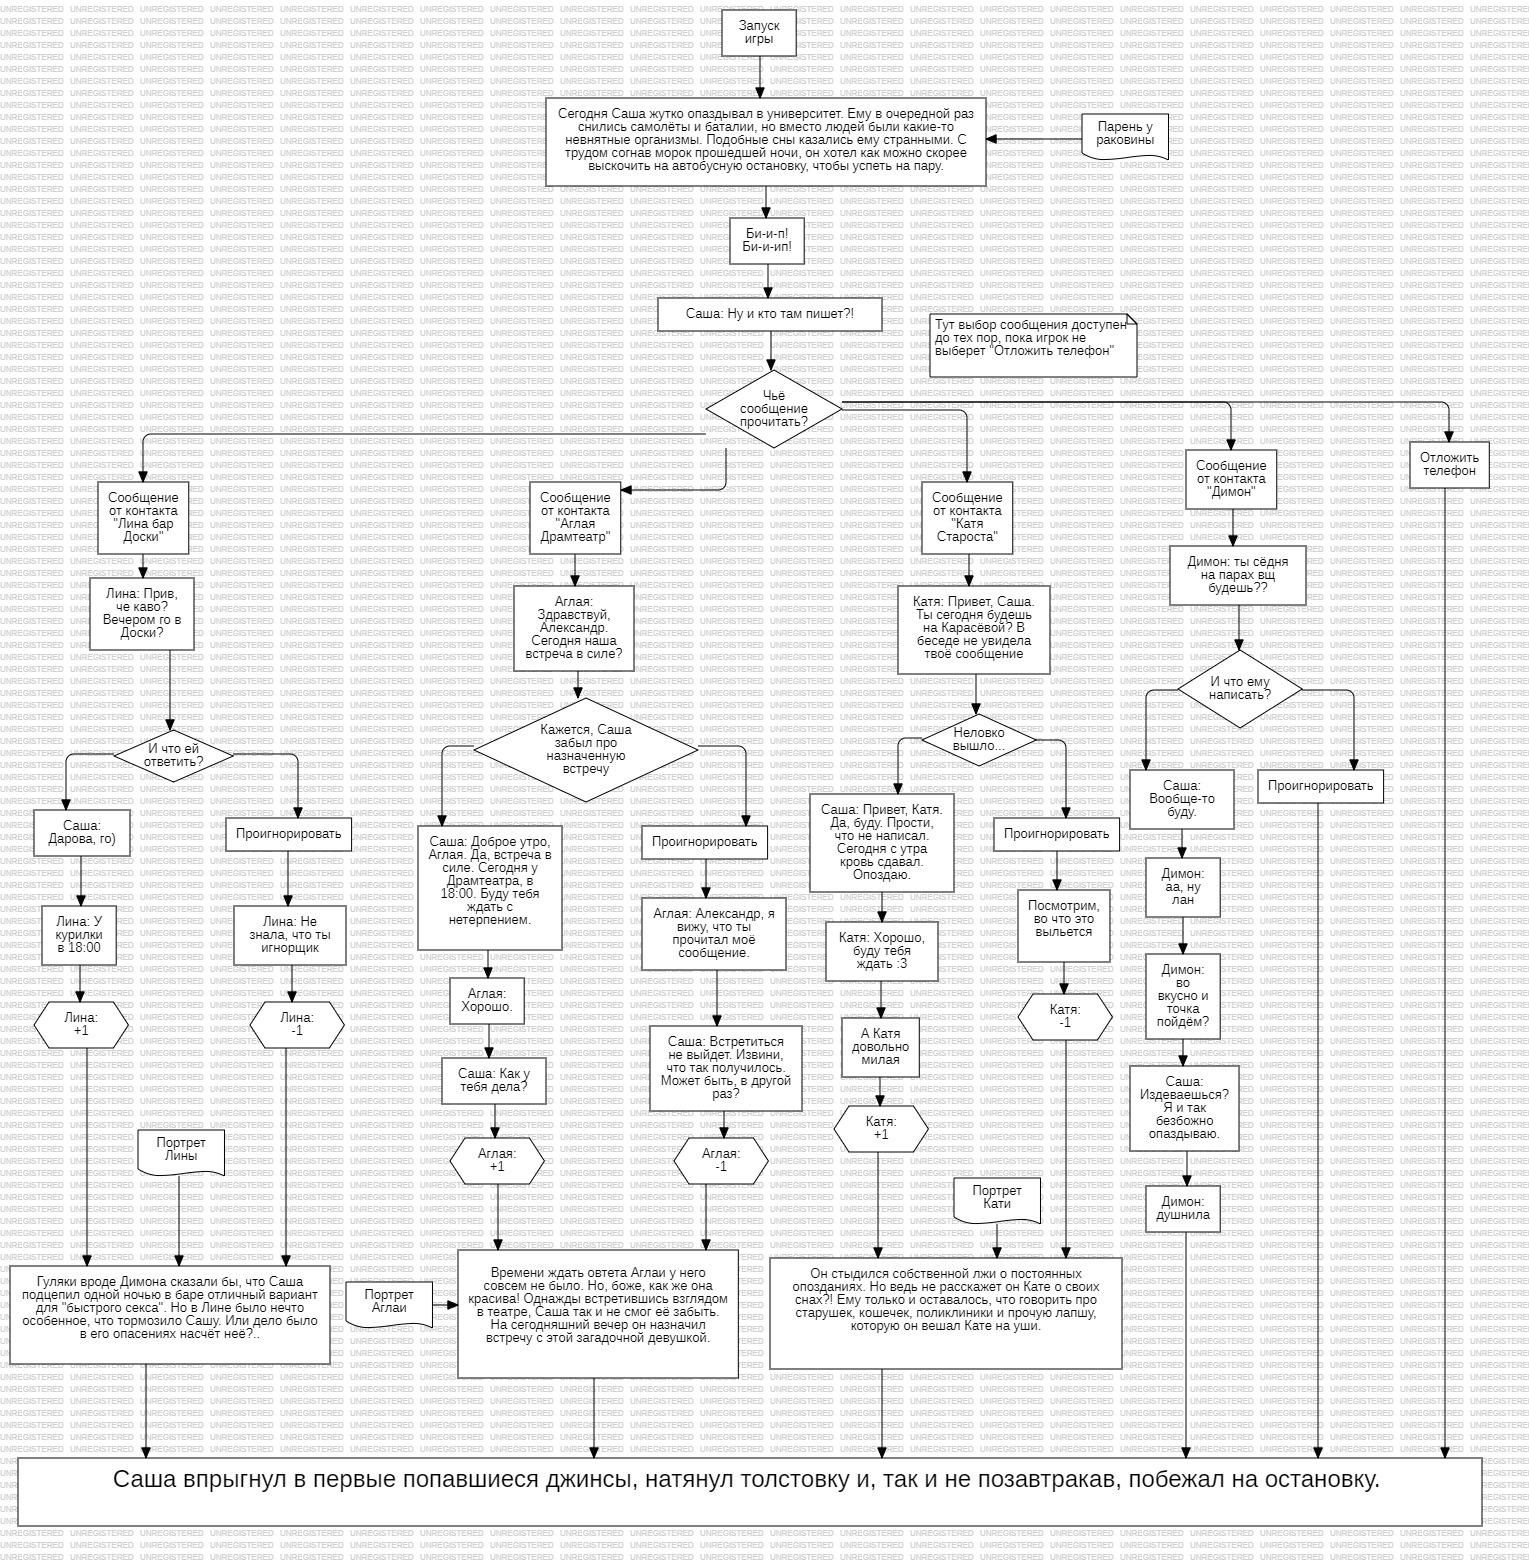 Запуск
игры
Сегодня Саша жутко опаздывал в университет. Ему в очередной раз
снились самолёты и баталии, но вместо людей были какие-то
невнятные организмы. Подобные сны казались ему странными. С
трудом согнав морок прошедшей ночи, он хотел как можно скорее
выскочить на автобусную остановку, чтобы успеть на пару.
Парень у
раковины
Би-и-п!
Би-и-ип!
Саша: Ну и кто там пишет?!
Тут выбор сообщения доступен
до тех пор, пока игрок не
выберет "Отложить телефон"
Чьё
сообщение
прочитать?
Сообщение
от контакта
"Лина бар
Доски"
Лина: Прив,
че каво?
Вечером го в
Доски?
И что ей
ответить?
Саша:
Дарова, го)
Лина: У
курилки
в 18:00
Лина:
+1
Проигнорировать
Лина: Не
знала, что ты
игнорщик
Лина:
-1
Портрет
Лины
Гуляки вроде Димона сказали бы, что Саша
подцепил одной ночью в баре отличный вариант
для "быстрого секса". Но в Лине было нечто
особенное, что тормозило Сашу. Или дело было
в его опасениях насчёт неё?..
Сообщение
от контакта
"Аглая
Драмтеатр"
Аглая:
Здравствуй,
Александр.
Сегодня наша
встреча в силе?
Кажется, Саша
забыл про
назначенную
встречу
Саша: Доброе утро,
Аглая. Да, встреча в
силе. Сегодня у
Драмтеатра, в
18:00. Буду тебя
ждать с
нетерпением.
Аглая:
Хорошо.
Саша: Как у
тебя дела?
Аглая:
+1
Проигнорировать
Аглая: Александр, я
вижу, что ты
прочитал моё
сообщение.
Саша: Встретиться
не выйдет. Извини,
что так получилось.
Может быть, в другой
раз?
Аглая:
-1
Портрет
Аглаи
Времени ждать овтета Аглаи у него
совсем не было. Но, боже, как же она
красива! Однажды встретившись взглядом
в театре, Саша так и не смог её забыть.
На сегодняшний вечер он назначил
встречу с этой загадочной девушкой.
Сообщение
от контакта
"Катя
Староста"
Катя: Привет, Саша.
Ты сегодня будешь
на Карасёвой? В
беседе не увидела
твоё сообщение
Неловко
вышло...
Саша: Привет, Катя.
Да, буду. Прости,
что не написал.
Сегодня с утра
кровь сдавал.
Опоздаю.
Катя: Хорошо,
буду тебя
ждать :3
А Катя
довольно
милая
Катя:
+1
Проигнорировать
Посмотрим,
во что это
выльется
Катя:
-1
Портрет
Кати
Он стыдился собственной лжи о постоянных
опозданиях. Но ведь не расскажет он Кате о своих
снах?! Ему только и оставалось, что говорить про
старушек, кошечек, поликлиники и прочую лапшу,
которую он вешал Кате на уши.
Сообщение
от контакта
"Димон"
Димон: ты сёдня
на парах вщ
будешь??
И что ему
написать?
Саша:
Вообще-то
буду.
Димон:
аа, ну
лан
Димон:
во
вкусно и
точка
пойдём?
Саша:
Издеваешься?
Я и так
безбожно
опаздываю.
Димон:
душнила
Проигнорировать
Отложить
телефон
Саша впрыгнул в первые попавшиеся джинсы, натянул толстовку и, так и не позавтракав, побежал на остановку.
UNREGISTERED